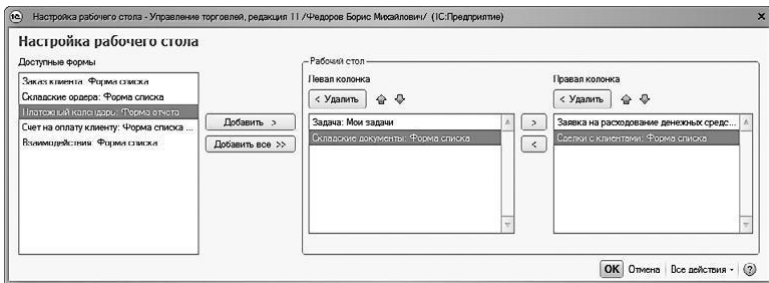 Настройка рабочего стола - Управление торговлей, редакция 11 /Федоров Борис Михайлович/ (1С:Предприятие)
Настройка рабочего стола
Доступные формы
Заказ клиента: Форма списка
Складские ордера: Форма списка
Платежный календарь: Форма отчета
Счет на оплату клиенту: Форма списка ...
Взаимодействия: Форма списка
Добавить >
Добавить все >>
Рабочий стол
Левая колонка
< Удалить
Задача: Мои задачи
Складские документы: Форма списка
>
<
Правая колонка
< Удалить
Заявка на расходование денежных средс...
Сделки с клиентами: Форма списка
OK Отмена Все действия ?